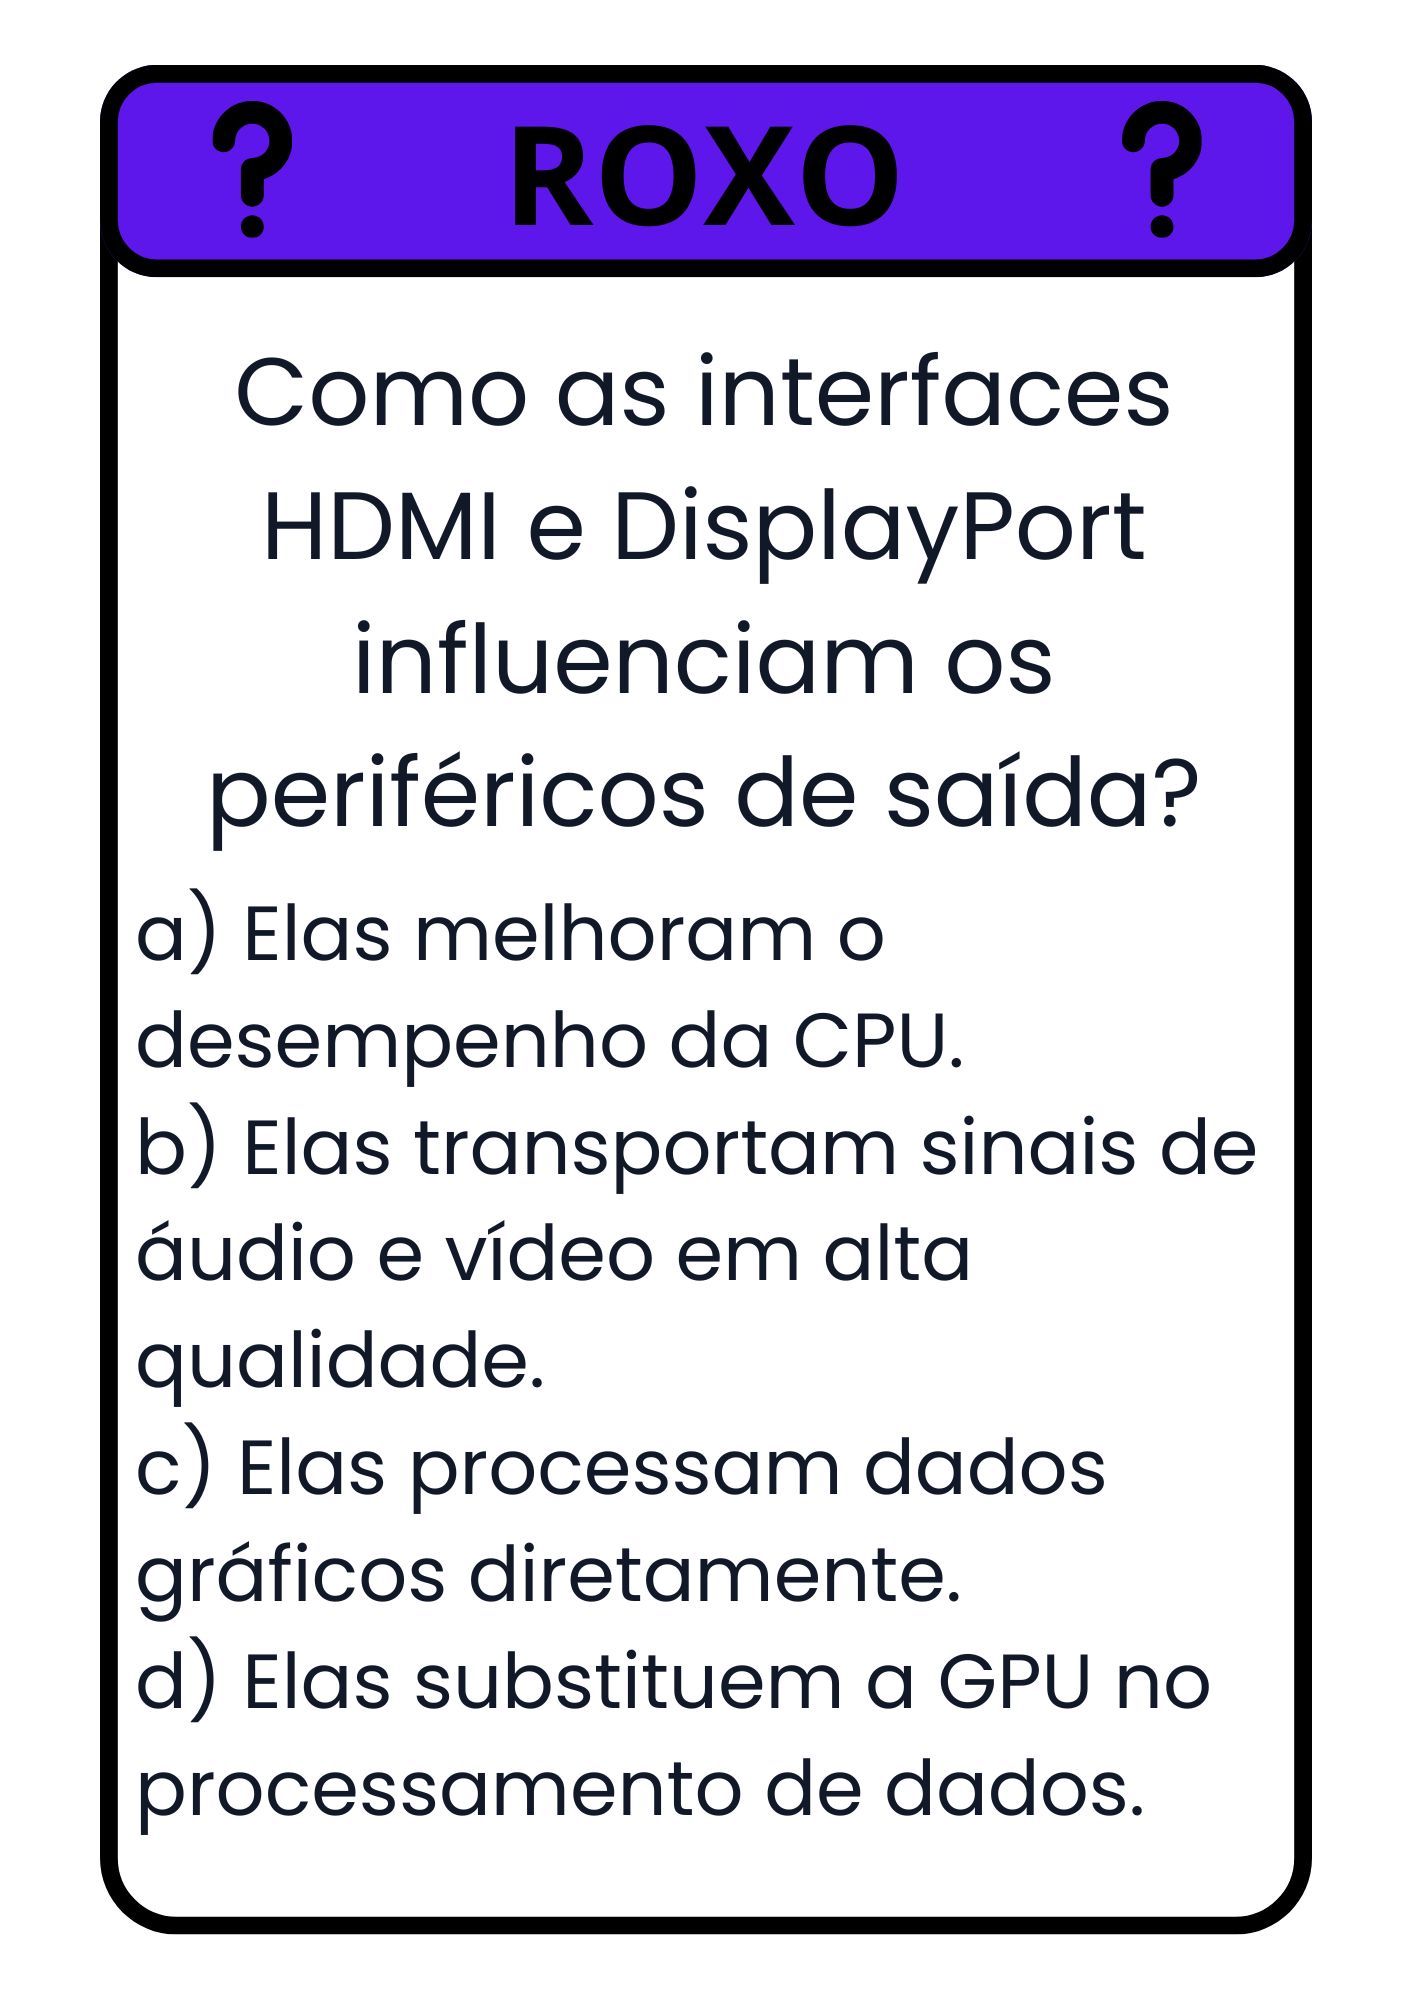 ? ROXO ?
Como as interfaces
HDMI e DisplayPort
influenciam os
periféricos de saída?
a) Elas melhoram o
desempenho da CPU.
b) Elas transportam sinais de
áudio e vídeo em alta
qualidade.
c) Elas processam dados
gráficos diretamente.
d) Elas substituem a GPU no
processamento de dados.